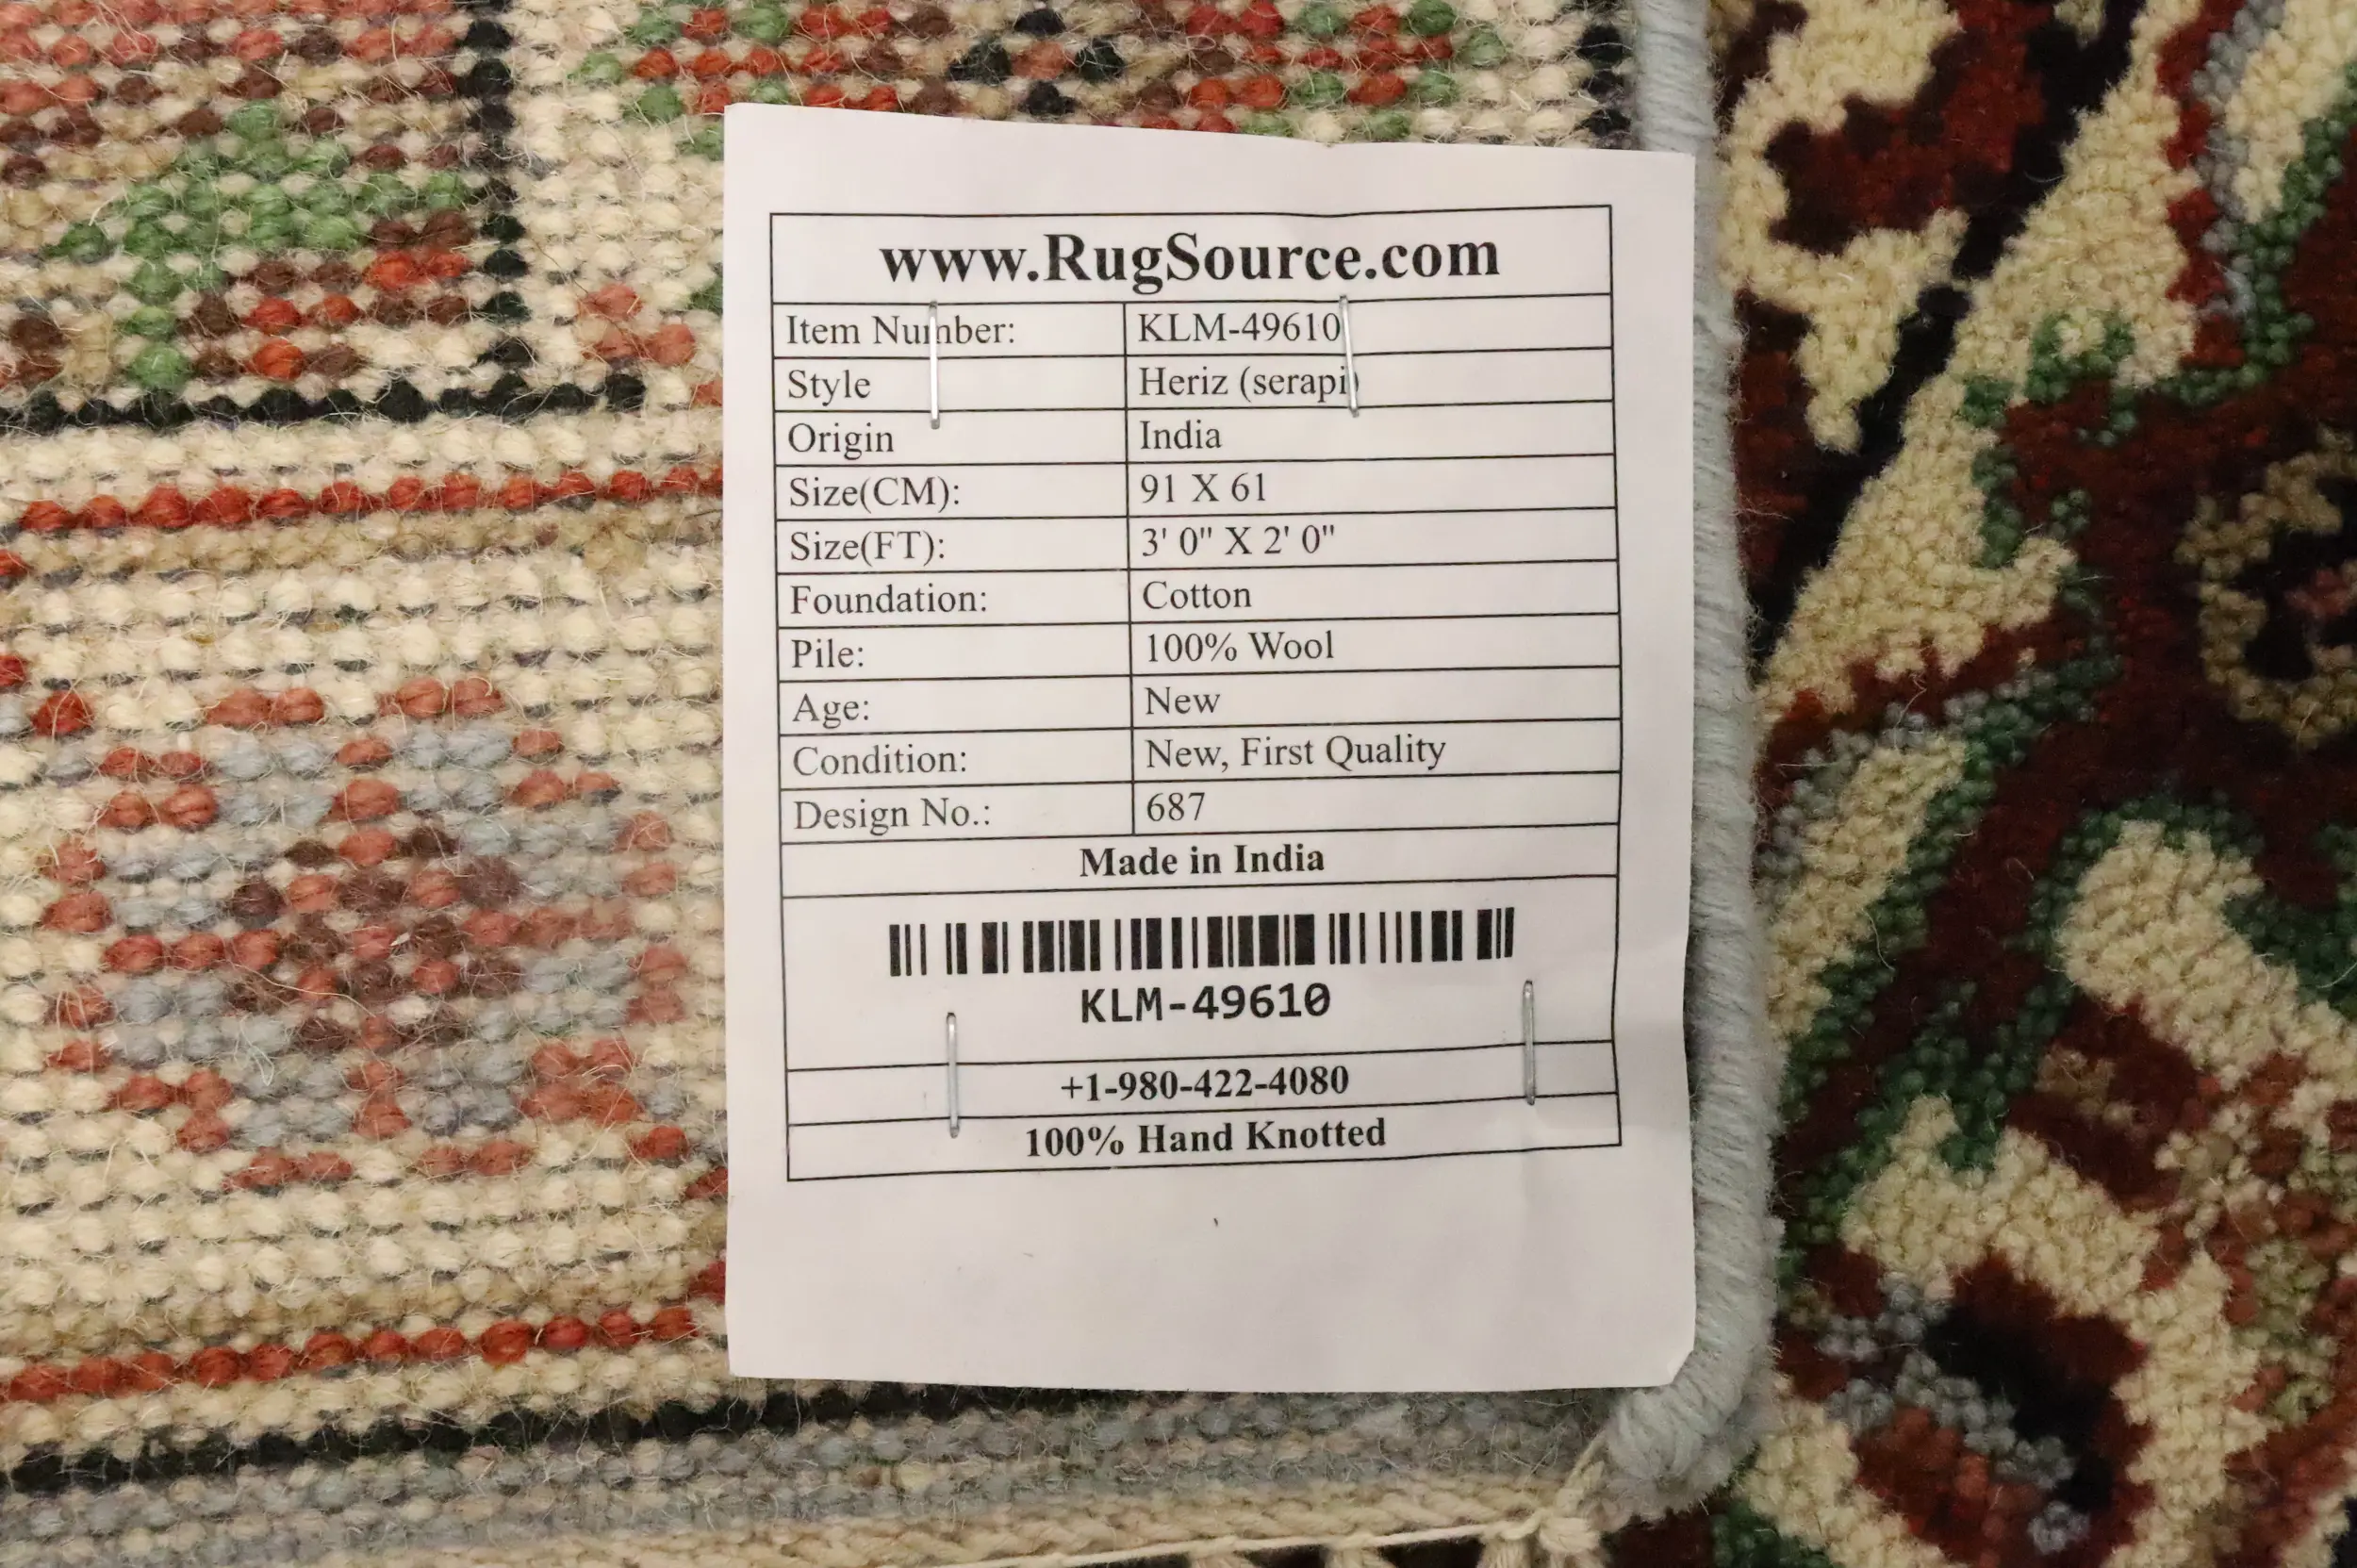 www.RugSource.com
Item Number: KLM-49610
Style Heriz (serapi)
Origin India
Size(CM): 91 X 61
Size(FT): 3' 0" X 2' 0"
Foundation: Cotton
Pile: 100% Wool
Age: New
Condition: New, First Quality
Design No.: 687
Made in India
KLM-49610
+1-980-422-4080
100% Hand Knotted